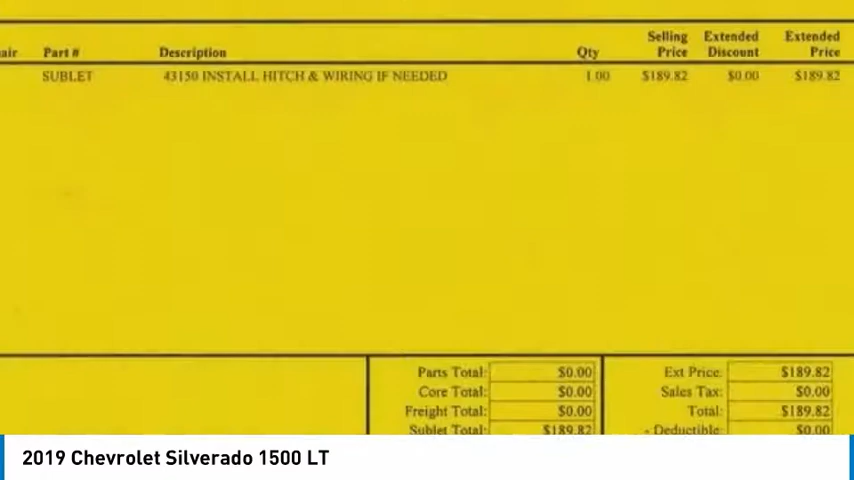 Selling Extended Extended
air Part # Description Qty Price Discount Price
SUBLET 43150 INSTALL HITCH & WIRING IF NEEDED 1.00 $189.82 $0.00 $189.82
Parts Total: $0.00 Ext Price: $189.82
Core Total: $0.00 Sales Tax: $0.00
Freight Total: $0.00 Total: $189.82
Sublet Total: $189.82 - Deductible: $0.00
2019 Chevrolet Silverado 1500 LT